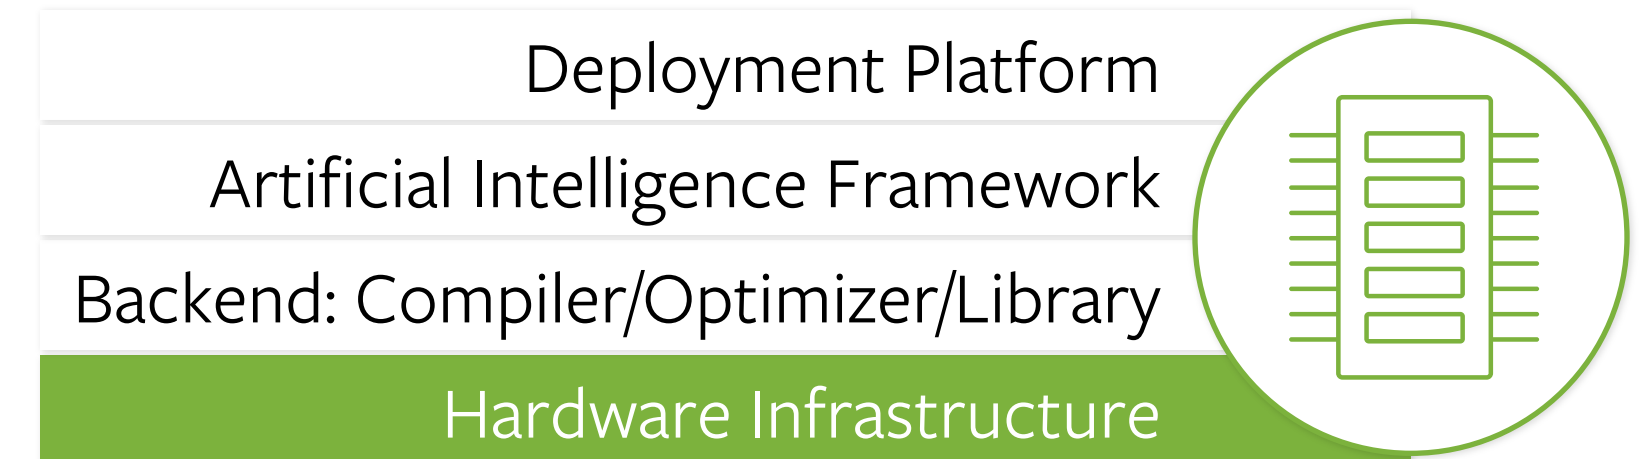 Deployment Platform
Artificial Intelligence Framework
Backend: Compiler/Optimizer/Library
Hardware Infrastructure